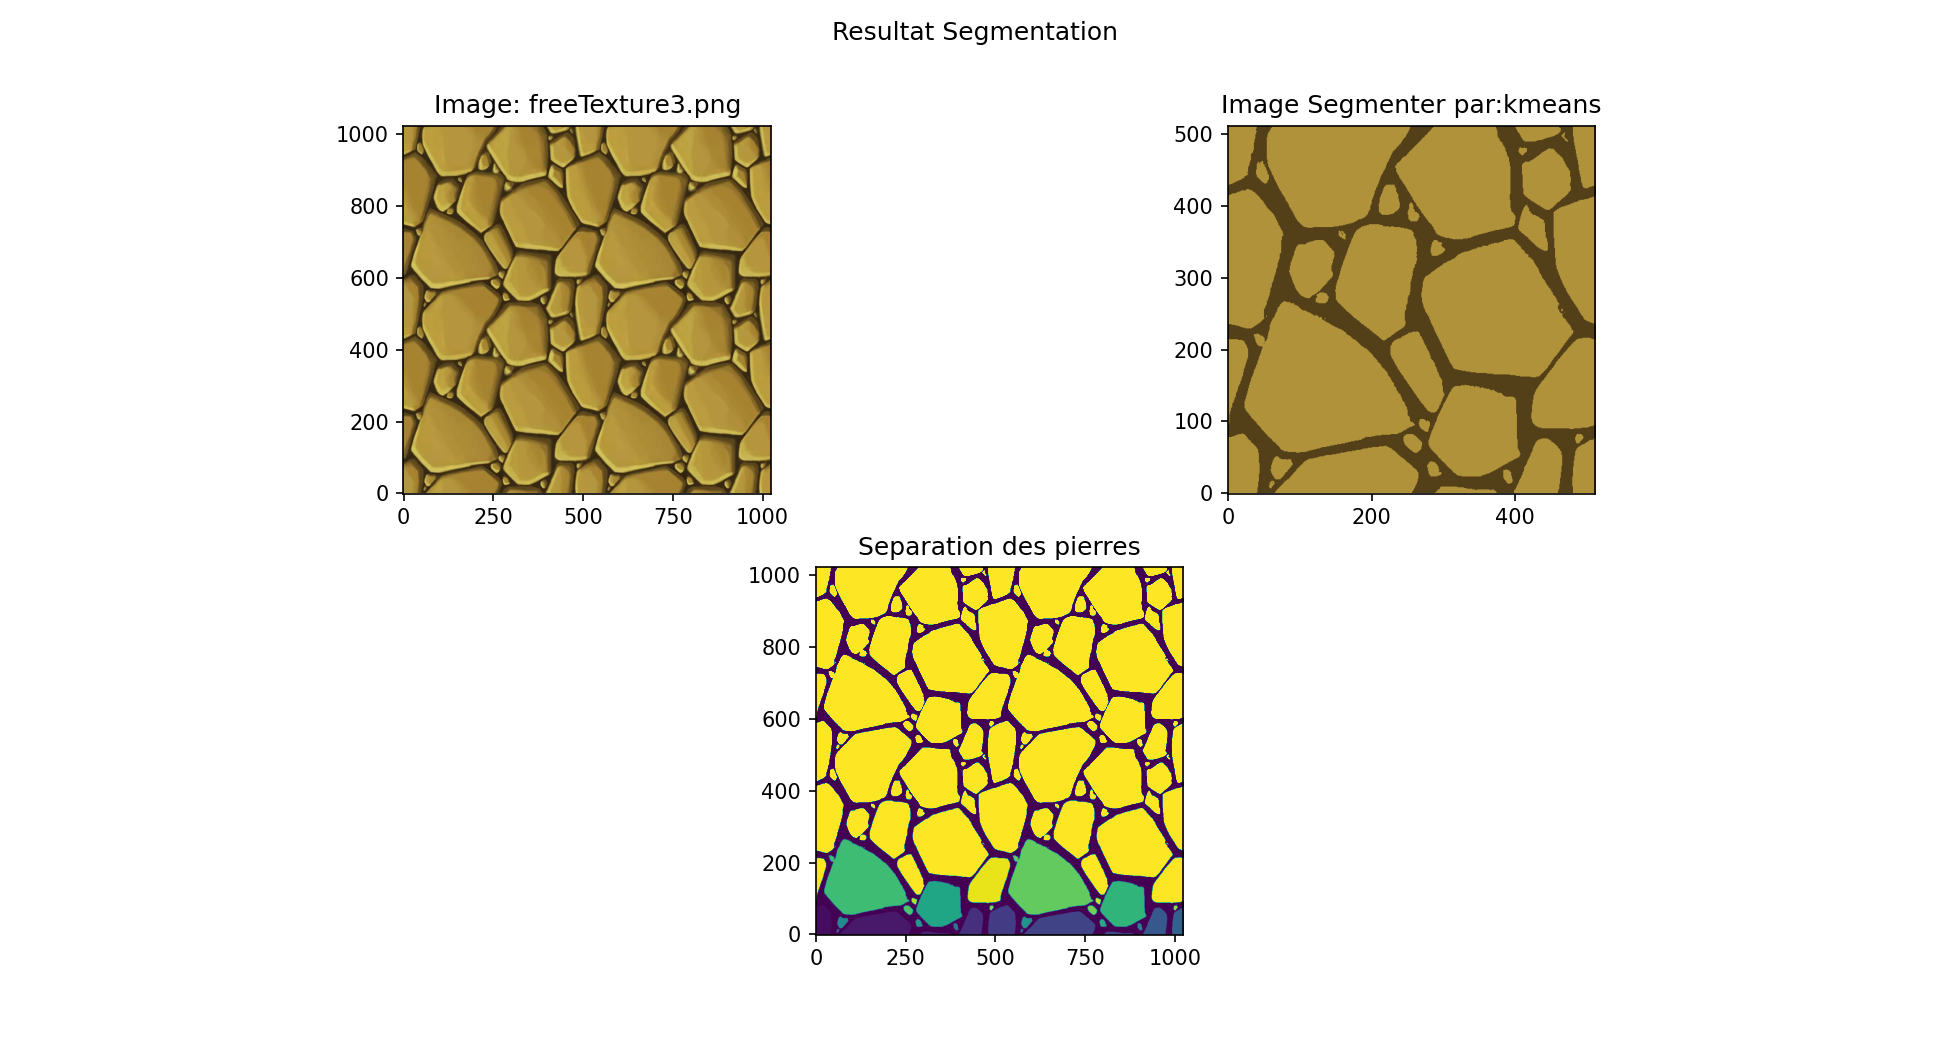 Resultat Segmentation
Image: freeTexture3.png
1000
800
600
400
200
0
0 250 500 750 1000
Image Segmenter par:kmeans
500
400
300
200
100
0
0 200 400
Separation des pierres
1000
800
600
400
200
0
0 250 500 750 1000